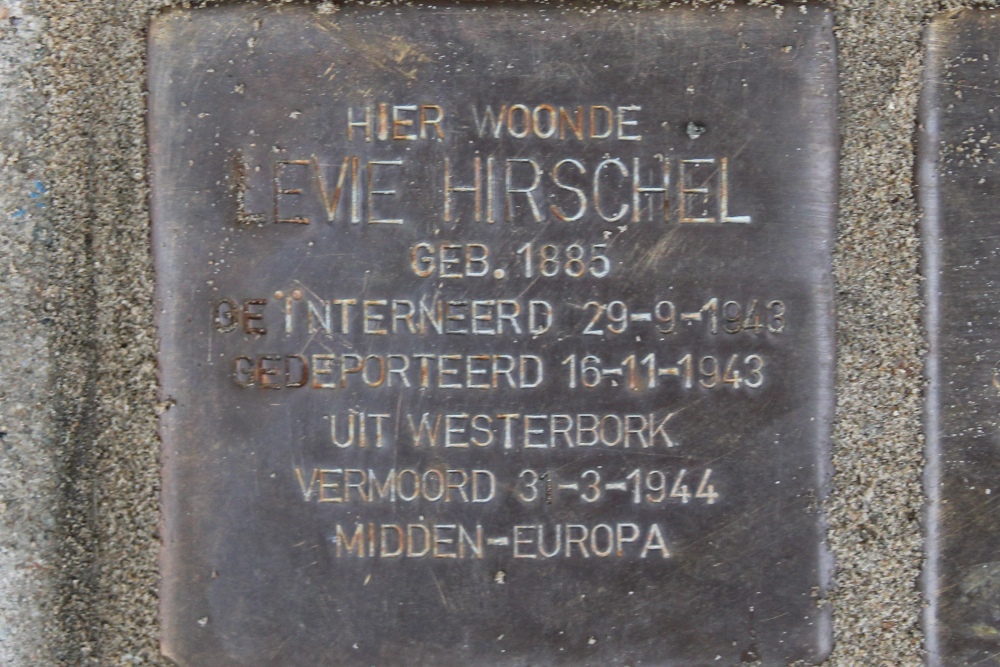 HIER WOONDE
LEVIE HIRSCHEL
GEB. 1885
GEÏNTERNEERD 29-9-1943
GEDEPORTEERD 16-11-1943
UIT WESTERBORK
VERMOORD 31-3-1944
MIDDEN-EUROPA